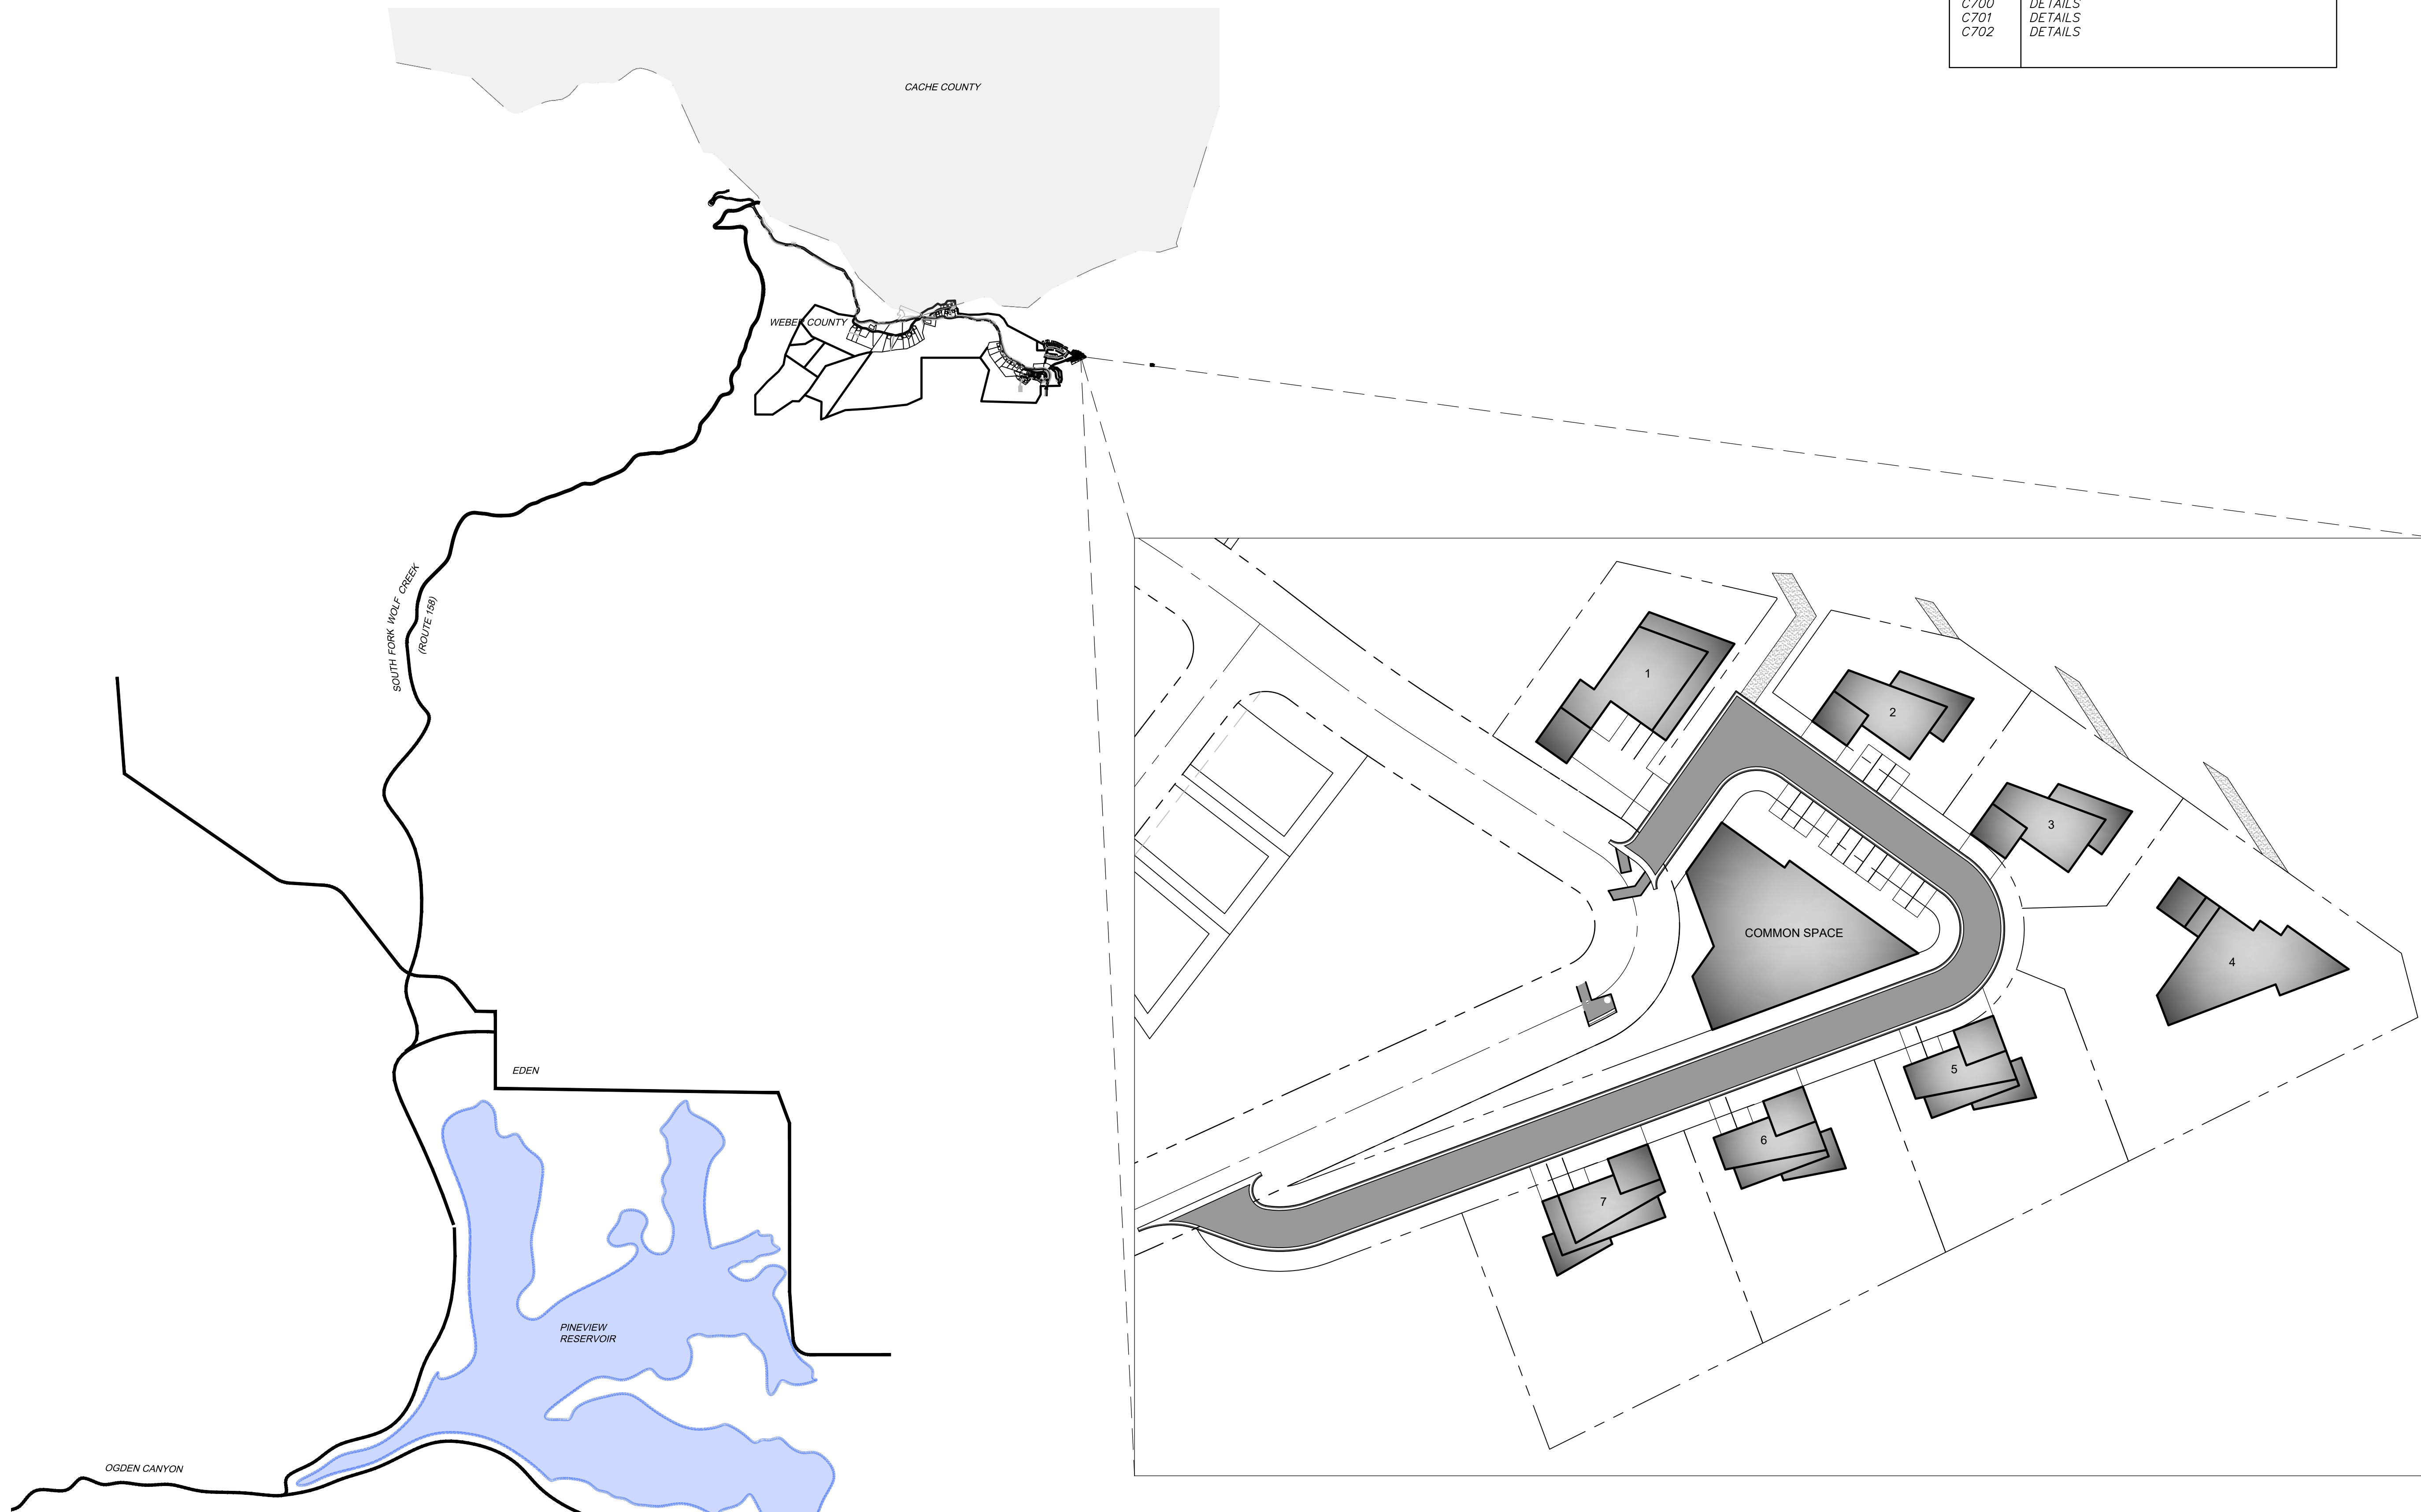 C700 DETAILS
C701 DETAILS
C702 DETAILS
CACHE COUNTY
WEBER COUNTY
SOUTH FORK WOLF CREEK
(ROUTE 158)
1
2
3
COMMON SPACE
4
5
6
7
EDEN
PINEVIEW
RESERVOIR
OGDEN CANYON